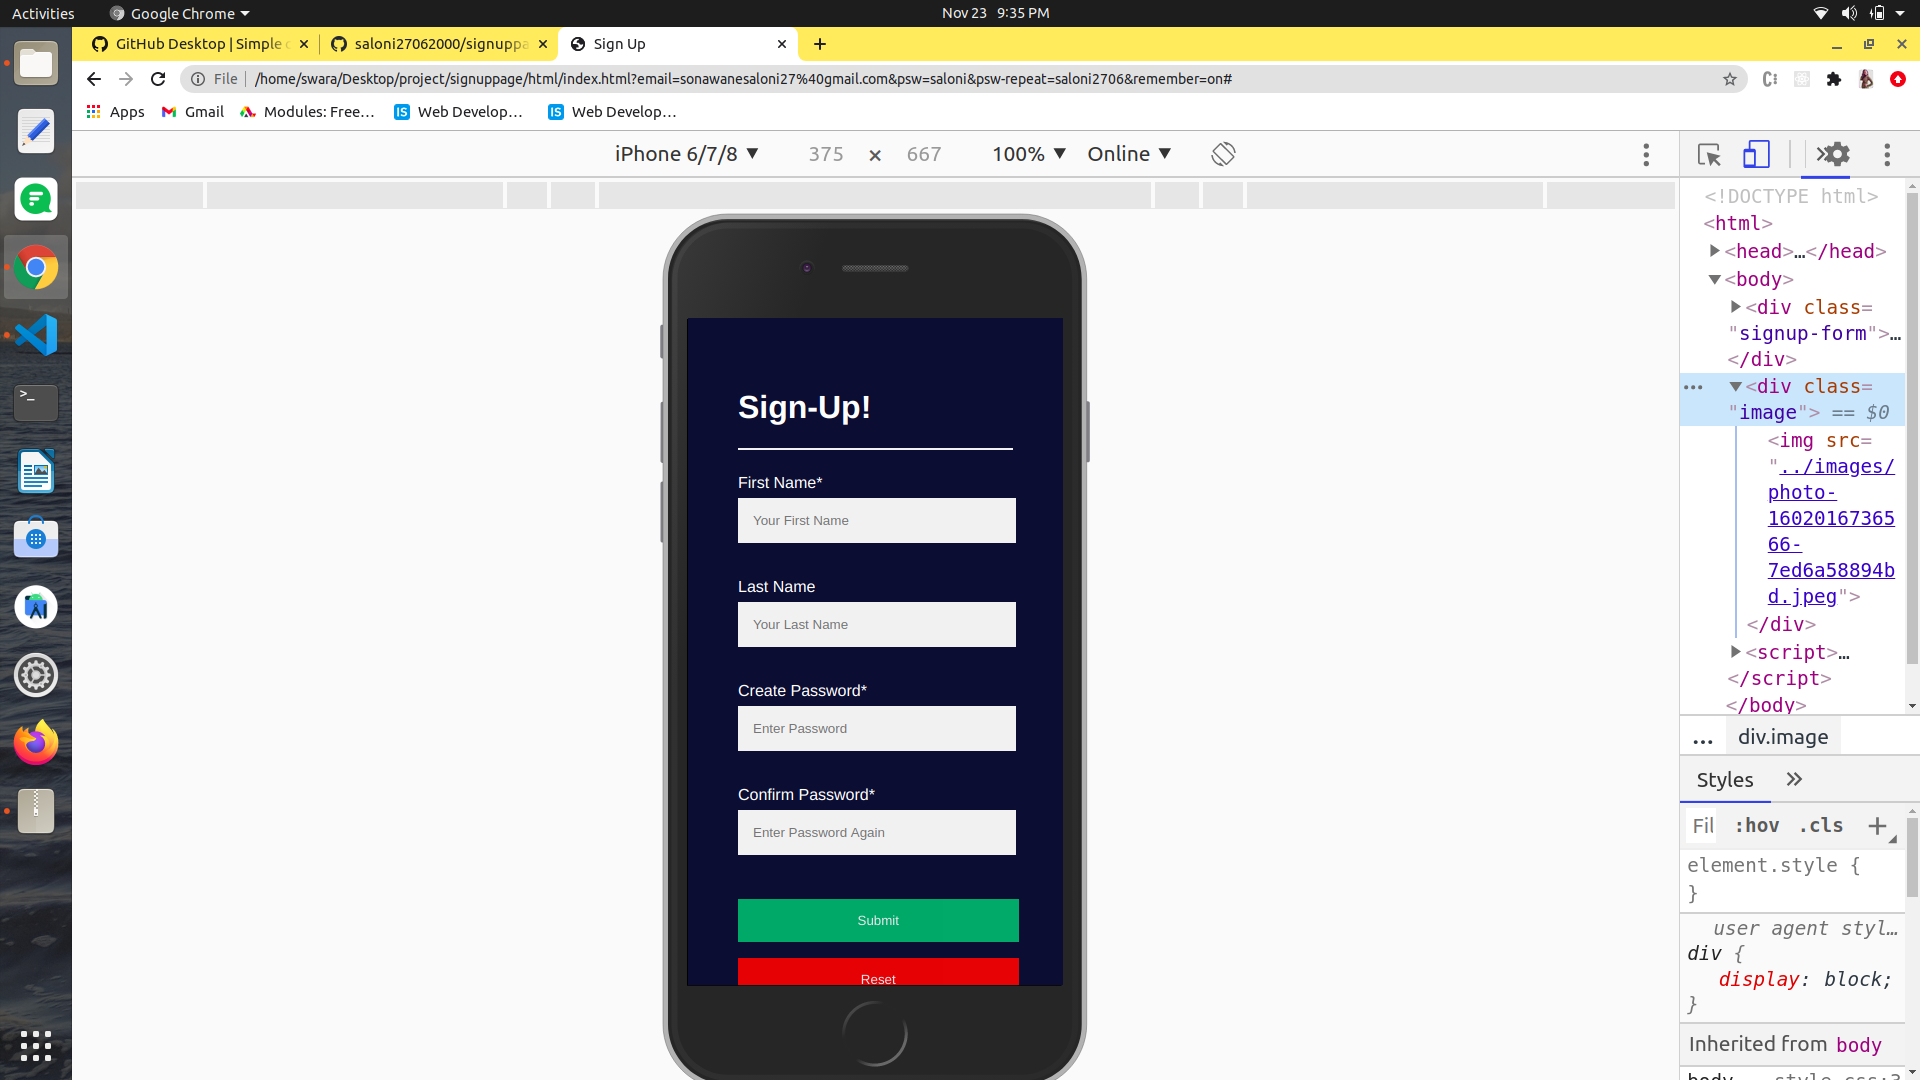 Activities
Google Chrome
Nov 23 9:35 PM
GitHub Desktop | Simple c
saloni27062000/signuppa
Sign Up
File
/home/swara/Desktop/project/signuppage/html/index.html?email=sonawanesaloni27%40gmail.com&psw=saloni&psw-repeat=saloni2706&remember=on#
Apps
Gmail
Modules: Free…
IS
Web Develop…
IS
Web Develop…
iPhone 6/7/8
375
×
667
100%
Online
<!DOCTYPE html>
<html>
<head>…</head>
<body>
<div class=
"signup-form">…
</div>
<div class=
"image"> == $0
<img src=
"../images/
photo-
16020167365
66-
7ed6a58894b
d.jpeg">
</div>
<script>…
</script>
</body>
…
div.image
Styles
Fil
:hov
.cls
element.style {
}
user agent styl…
div {
display: block;
}
Inherited from body
body
style.css:3
Sign-Up!
First Name*
Your First Name
Last Name
Your Last Name
Create Password*
Enter Password
Confirm Password*
Enter Password Again
Submit
Reset